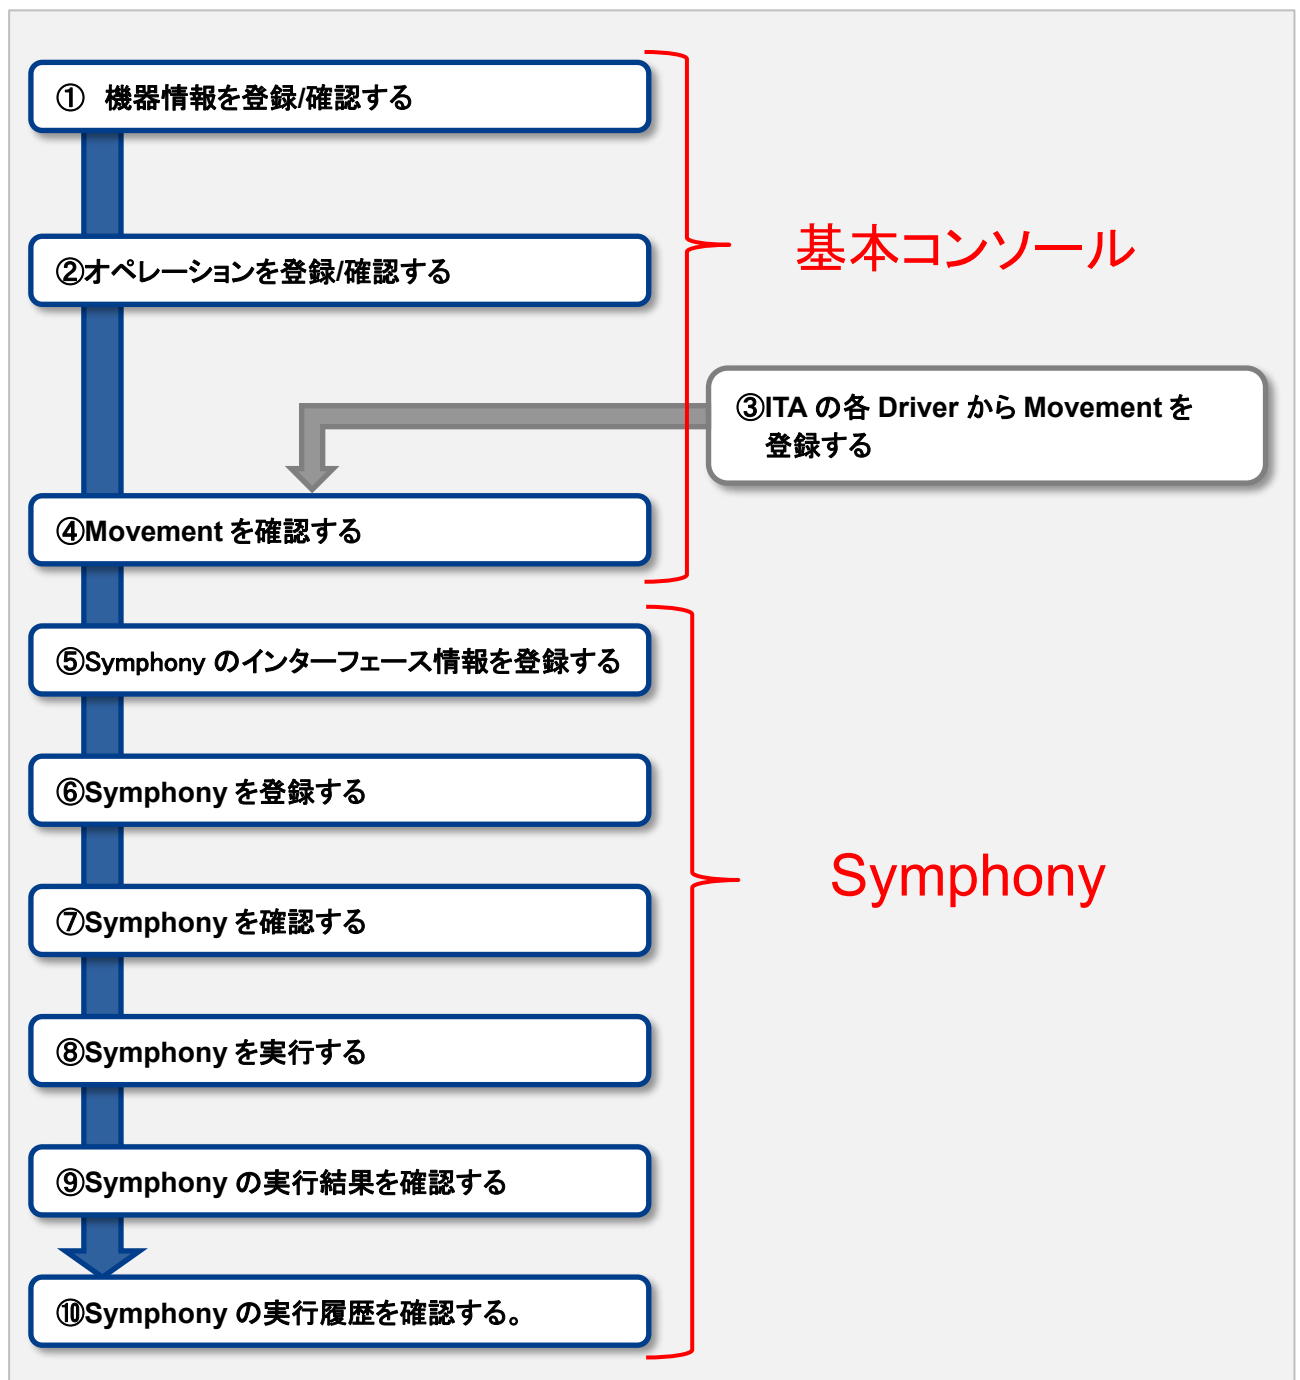 ① 機器情報を登録/確認する
基本コンソール
②オペレーションを登録/確認する
③ITA の各 Driver から Movement を
登録する
④Movement を確認する
⑤Symphony のインターフェース情報を登録する
⑥Symphony を登録する
Symphony
⑦Symphony を確認する
⑧Symphony を実行する
⑨Symphony の実行結果を確認する
⑩Symphony の実行履歴を確認する。